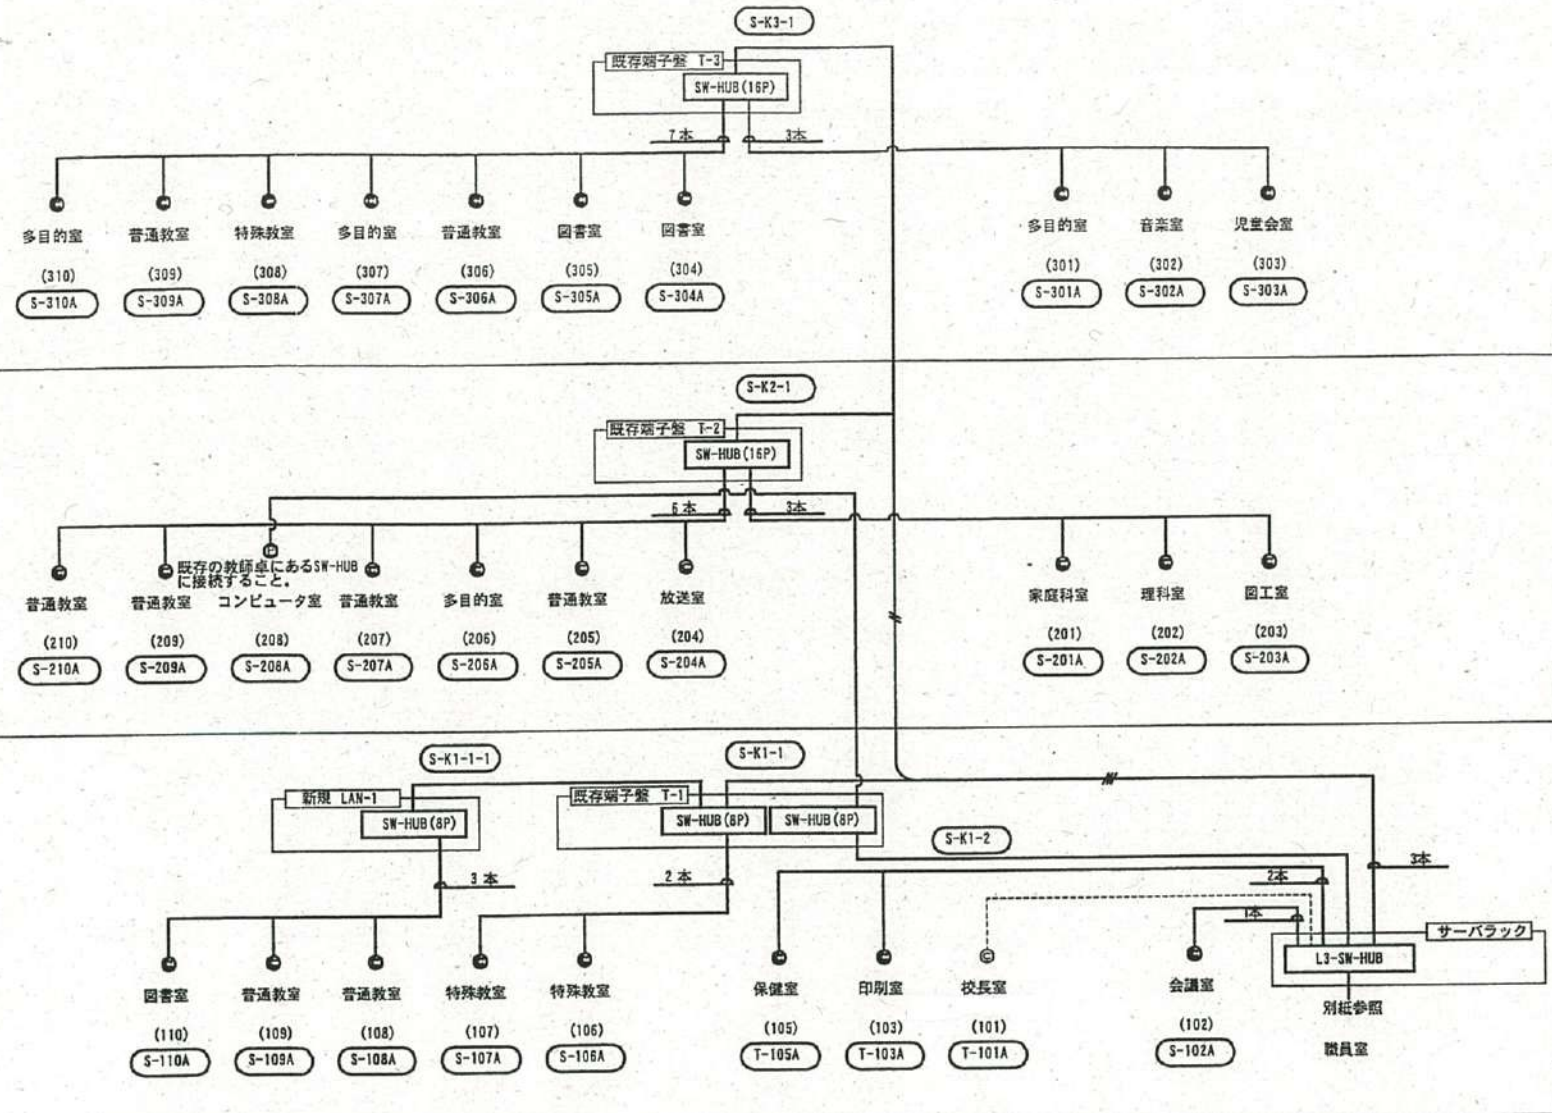 S-K3-1
既存端子盤 T-3
SW-HUB(16P)
7本 3本
多目的室 普通教室 特殊教室 多目的室 普通教室 図書室 図書室 多目的室 音楽室 児童会室
(310) (309) (308) (307) (306) (305) (304) (301) (302) (303)
S-310A S-309A S-308A S-307A S-306A S-305A S-304A S-301A S-302A S-303A
S-K2-1
既存端子盤 T-2
SW-HUB(16P)
6本 3本
既存の教師卓にあるSW-HUB
に接続すること。
普通教室 普通教室 コンピュータ室 普通教室 多目的室 普通教室 放送室 家庭科室 理科室 図工室
(210) (209) (208) (207) (206) (205) (204) (201) (202) (203)
S-210A S-209A S-208A S-207A S-206A S-205A S-204A S-201A S-202A S-203A
S-K1-1-1 S-K1-1
新規 LAN-1 既存端子盤 T-1
SW-HUB(8P) SW-HUB(8P) SW-HUB(8P)
S-K1-2
3本 2本 2本 3本
1本
サーバラック
L3-SW-HUB
図書室 普通教室 普通教室 特殊教室 特殊教室 保健室 印刷室 校長室 会議室 別紙参照
(110) (109) (108) (107) (106) (105) (103) (101) (102) 職員室
S-110A S-109A S-108A S-107A S-106A T-105A T-103A T-101A S-102A